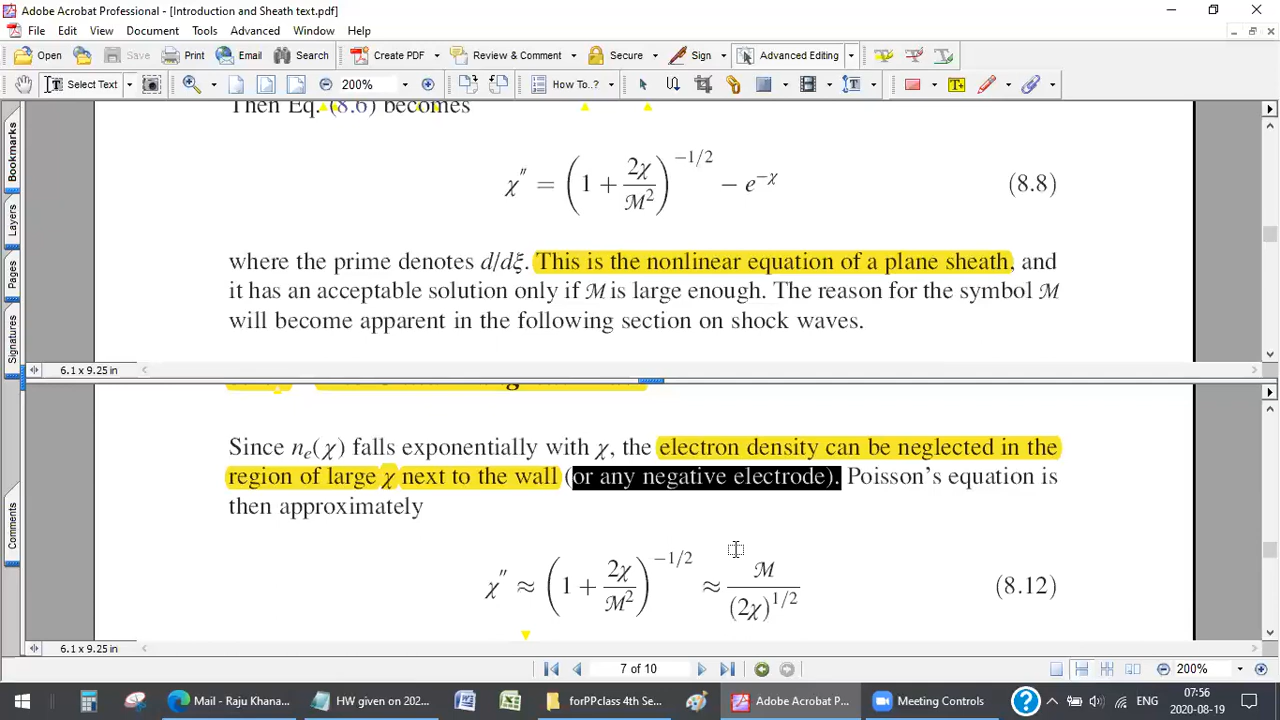 Adobe Acrobat Professional - [Introduction and Sheath text.pdf]
File Edit View Document Tools Advanced Window Help
Open Save Print Email Search Create PDF Review & Comment Secure Sign Advanced Editing
Select Text 200% How To..?
Bookmarks
Layers
Pages
Signatures
Comments
Then Eq. (8.6) becomes
χ″ = (1 + 2χ/ℳ²)^(−1/2) − e^(−χ) (8.8)
where the prime denotes d/dξ. This is the nonlinear equation of a plane sheath, and
it has an acceptable solution only if ℳ is large enough. The reason for the symbol ℳ
will become apparent in the following section on shock waves.
6.1 x 9.25 in
Since nₑ(χ) falls exponentially with χ, the electron density can be neglected in the
region of large χ next to the wall (or any negative electrode). Poisson's equation is
then approximately
χ″ ≈ (1 + 2χ/ℳ²)^(−1/2) ≈ ℳ/(2χ)^(1/2) (8.12)
6.1 x 9.25 in
7 of 10 200%
Mail - Raju Khana... HW given on 202... forPPclass 4th Se... Adobe Acrobat P... Meeting Controls ENG 07:56
2020-08-19